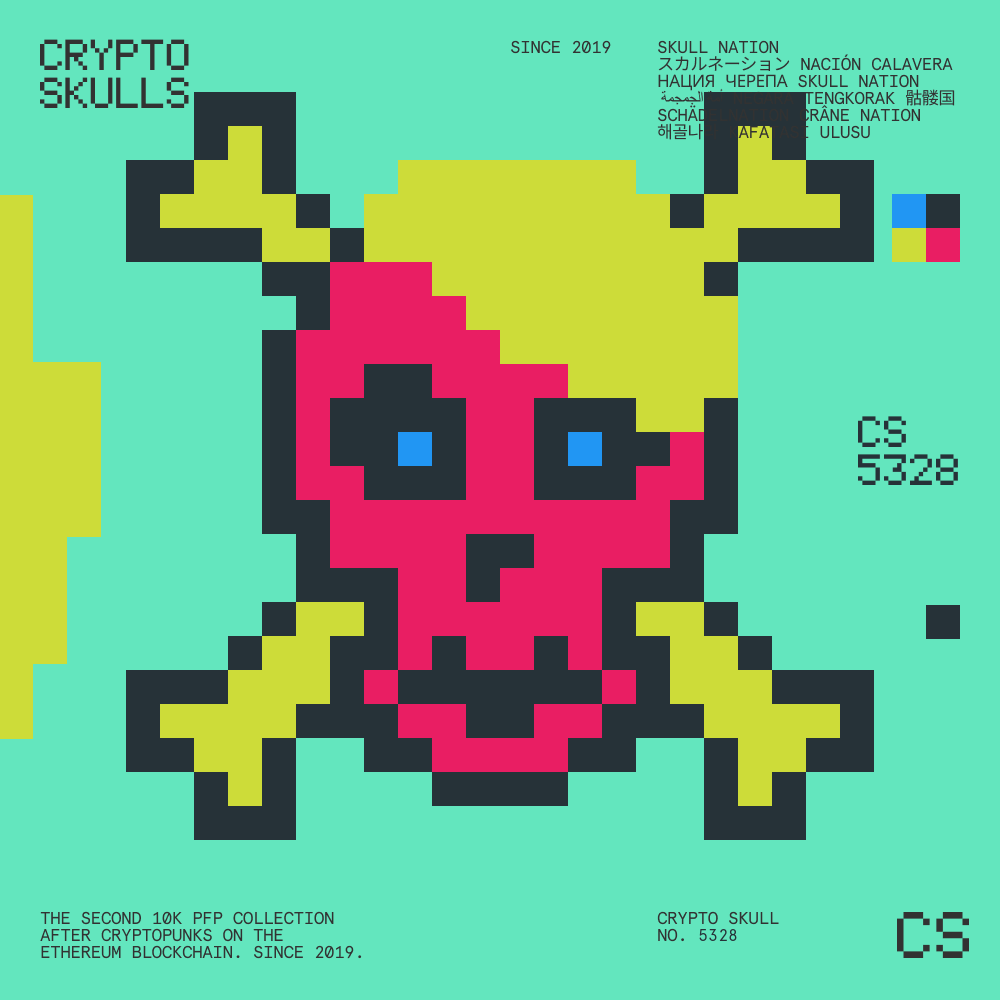 CRYPTO
SKULLS
SINCE 2019
SKULL NATION
スカルネーション NACIÓN CALAVERA
НАЦИЯ ЧЕРЕПА SKULL NATION
TENGKORAK 骷髅国
CRÂNE NATION
해골나 ULUSU
CS
5328
THE SECOND 10K PFP COLLECTION
AFTER CRYPTOPUNKS ON THE
ETHEREUM BLOCKCHAIN. SINCE 2019.
CRYPTO SKULL
NO. 5328
CS